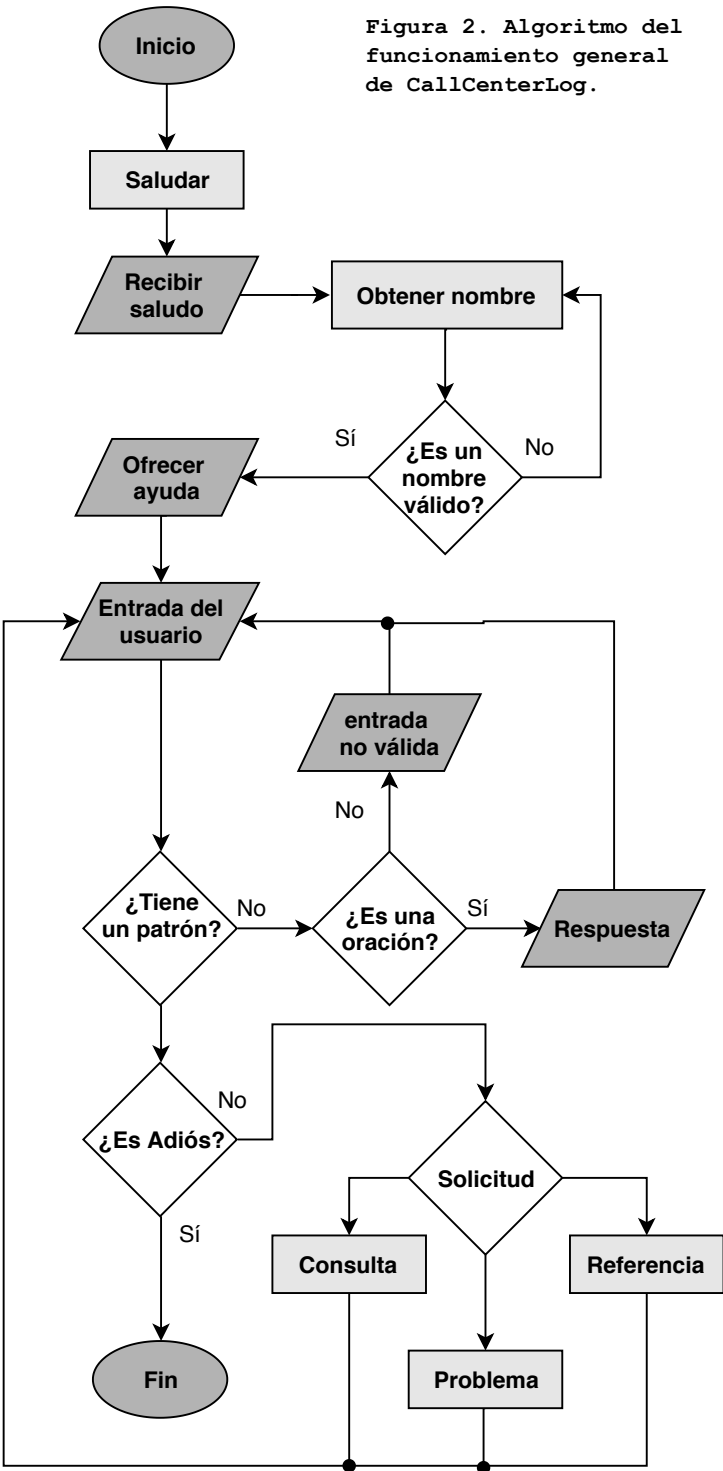 Figura 2. Algoritmo del
funcionamiento general
de CallCenterLog.
Inicio
Saludar
Recibir
saludo
Obtener nombre
¿Es un
nombre
válido?
Sí
No
Ofrecer
ayuda
Entrada del
usuario
entrada
no válida
No
¿Tiene
un patrón?
No
¿Es una
oración?
Sí
Respuesta
¿Es Adiós?
No
Sí
Solicitud
Consulta
Referencia
Problema
Fin